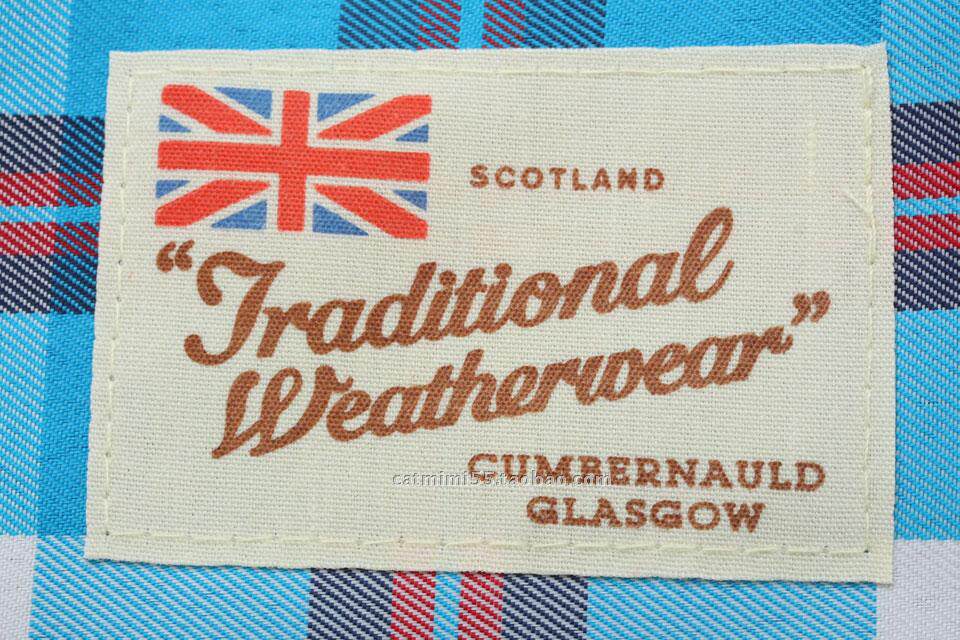 SCOTLAND
“Traditional
Weatherwear”
CUMBERNAULD
catmimi55.taobao.com
GLASGOW